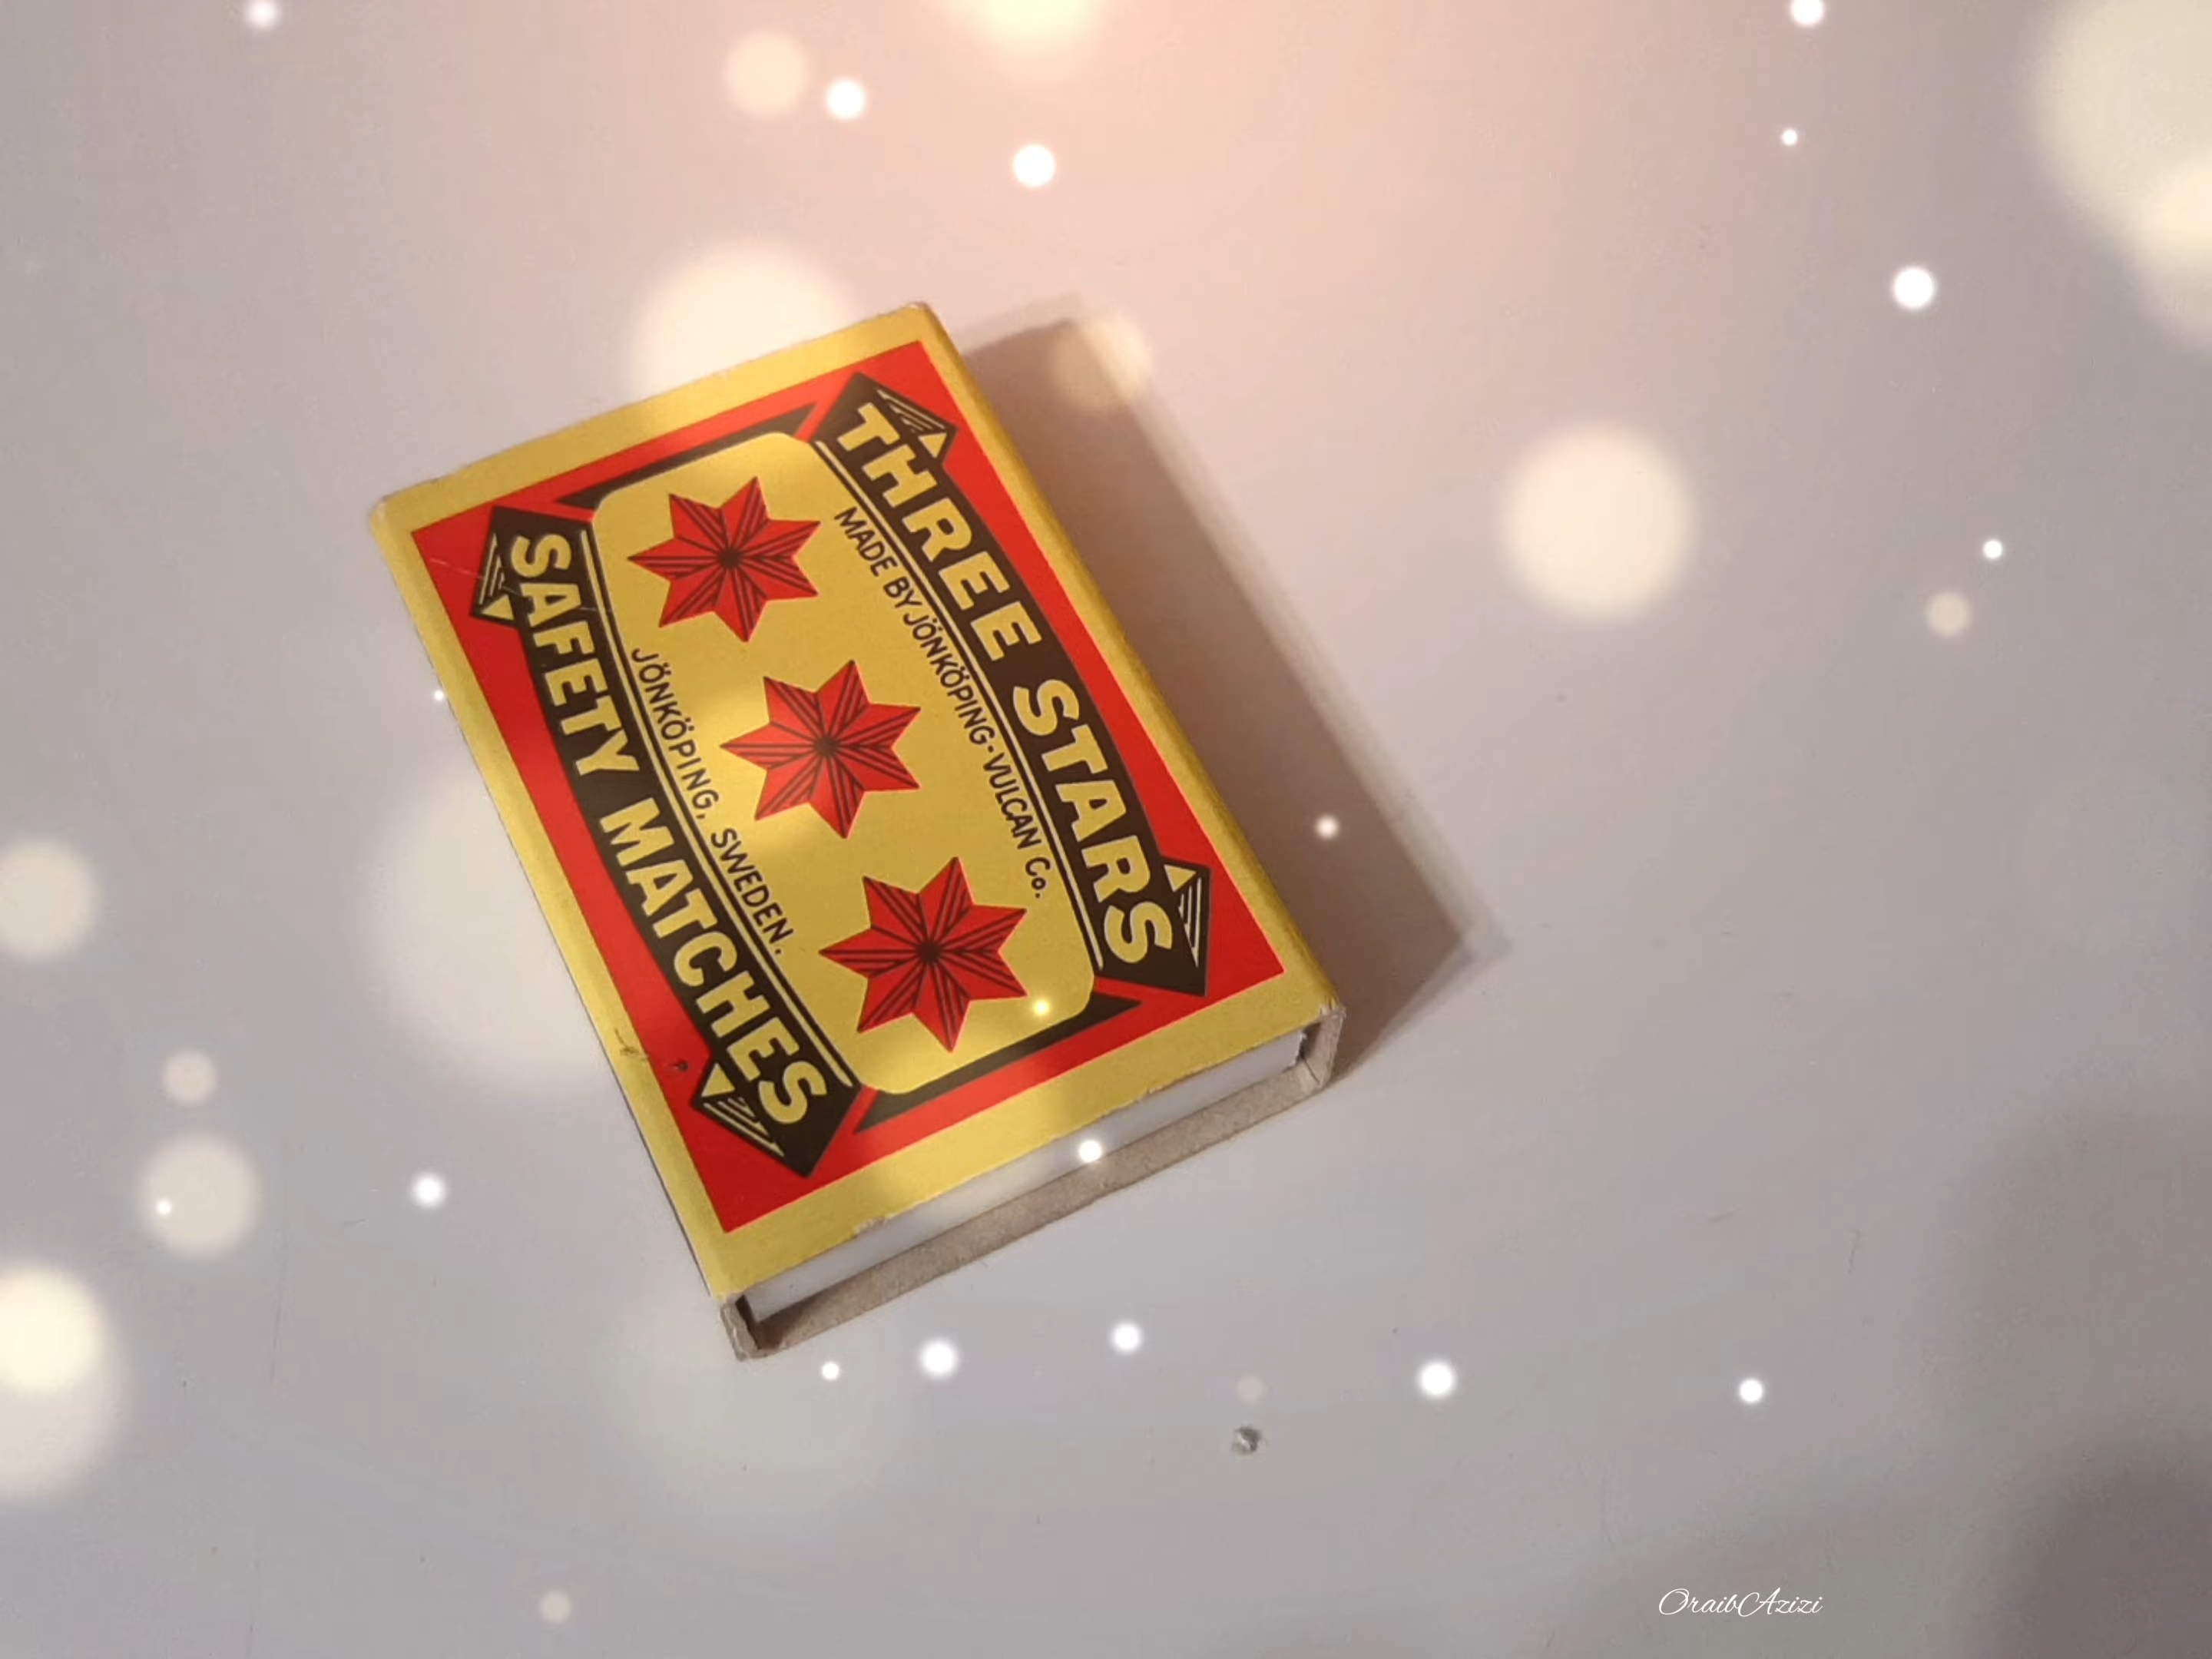 THREE STARS
MADE BY JÖNKÖPING-VULCAN Co.
JÖNKÖPING, SWEDEN.
SAFETY MATCHES
OraibAzizi